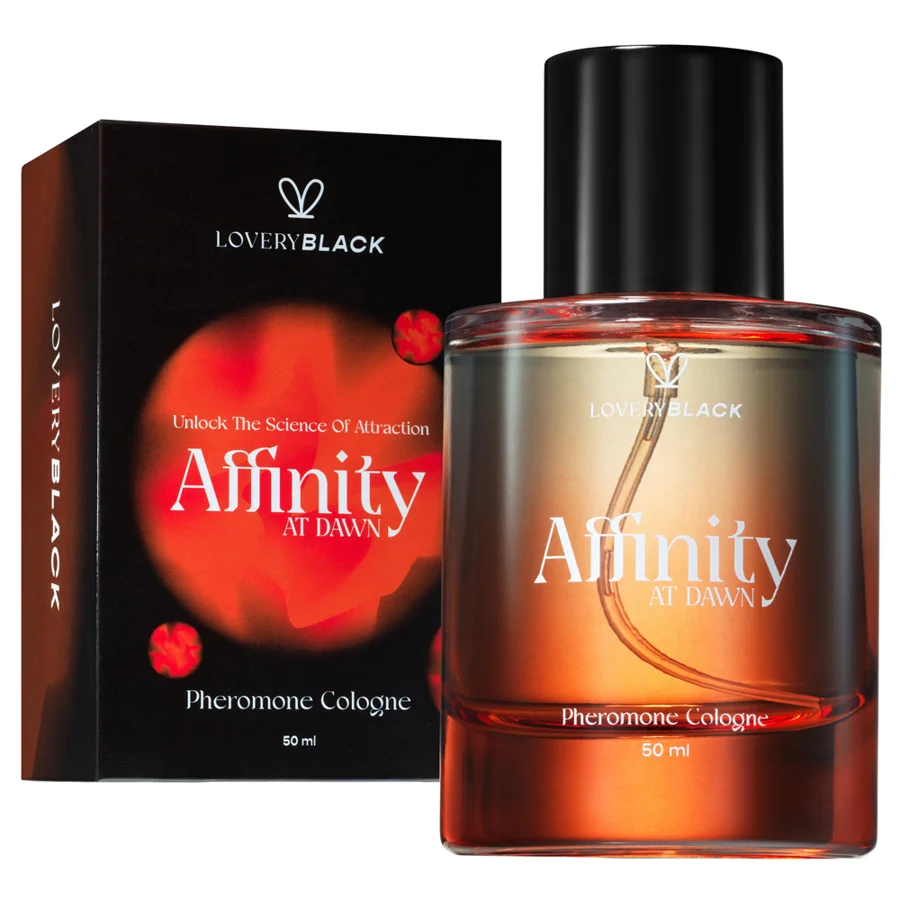 LOVERYBLACK
LOVERYBLACK
Unlock The Science Of Attraction
Affinity
AT DAWN
Pheromone Cologne
50 ml
LOVERYBLACK
Affinity
AT DAWN
Pheromone Cologne
50 ml